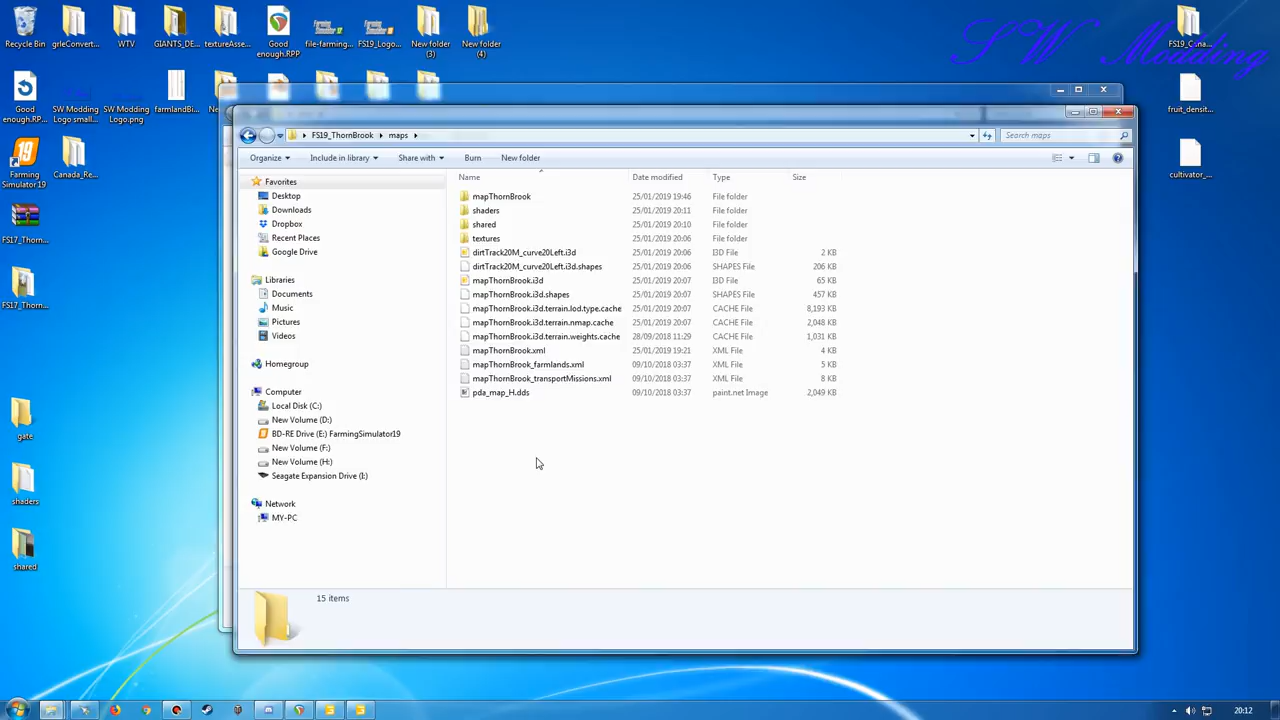 Recycle Bin
grleConvert...
WTV
GIANTS_DE...
textureAsse...
Good enough.RPP
file-farming...
FS19_Logo...
New folder (3)
New folder (4)
FS19_Cana...
SW Modding
Good enough.RP...
SW Modding Logo small...
SW Modding Logo.png
farmlandBi...
fruit_densit...
Farming Simulator 19
Canada_Re...
cultivator_...
FS17_Thorn...
FS17_Thorn...
gate
shaders
shared
FS19_ThornBrook
maps
Search maps
Organize
Include in library
Share with
Burn
New folder
Favorites
Desktop
Downloads
Dropbox
Recent Places
Google Drive
Libraries
Documents
Music
Pictures
Videos
Homegroup
Computer
Local Disk (C:)
New Volume (D:)
BD-RE Drive (E:) FarmingSimulator19
New Volume (F:)
New Volume (H:)
Seagate Expansion Drive (I:)
Network
MY-PC
Name Date modified Type Size
mapThornBrook 25/01/2019 19:46 File folder
shaders 25/01/2019 20:11 File folder
shared 25/01/2019 20:10 File folder
textures 25/01/2019 20:06 File folder
dirtTrack20M_curve20Left.i3d 25/01/2019 20:06 I3D File 2 KB
dirtTrack20M_curve20Left.i3d.shapes 25/01/2019 20:06 SHAPES File 206 KB
mapThornBrook.i3d 25/01/2019 20:07 I3D File 65 KB
mapThornBrook.i3d.shapes 25/01/2019 20:07 SHAPES File 457 KB
mapThornBrook.i3d.terrain.lod.type.cache 25/01/2019 20:07 CACHE File 8,193 KB
mapThornBrook.i3d.terrain.nmap.cache 25/01/2019 20:07 CACHE File 2,048 KB
mapThornBrook.i3d.terrain.weights.cache 28/09/2018 11:29 CACHE File 1,031 KB
mapThornBrook.xml 25/01/2019 19:21 XML File 4 KB
mapThornBrook_farmlands.xml 09/10/2018 03:37 XML File 5 KB
mapThornBrook_transportMissions.xml 09/10/2018 03:37 XML File 8 KB
pda_map_H.dds 09/10/2018 03:37 paint.net Image 2,049 KB
15 items
20:12